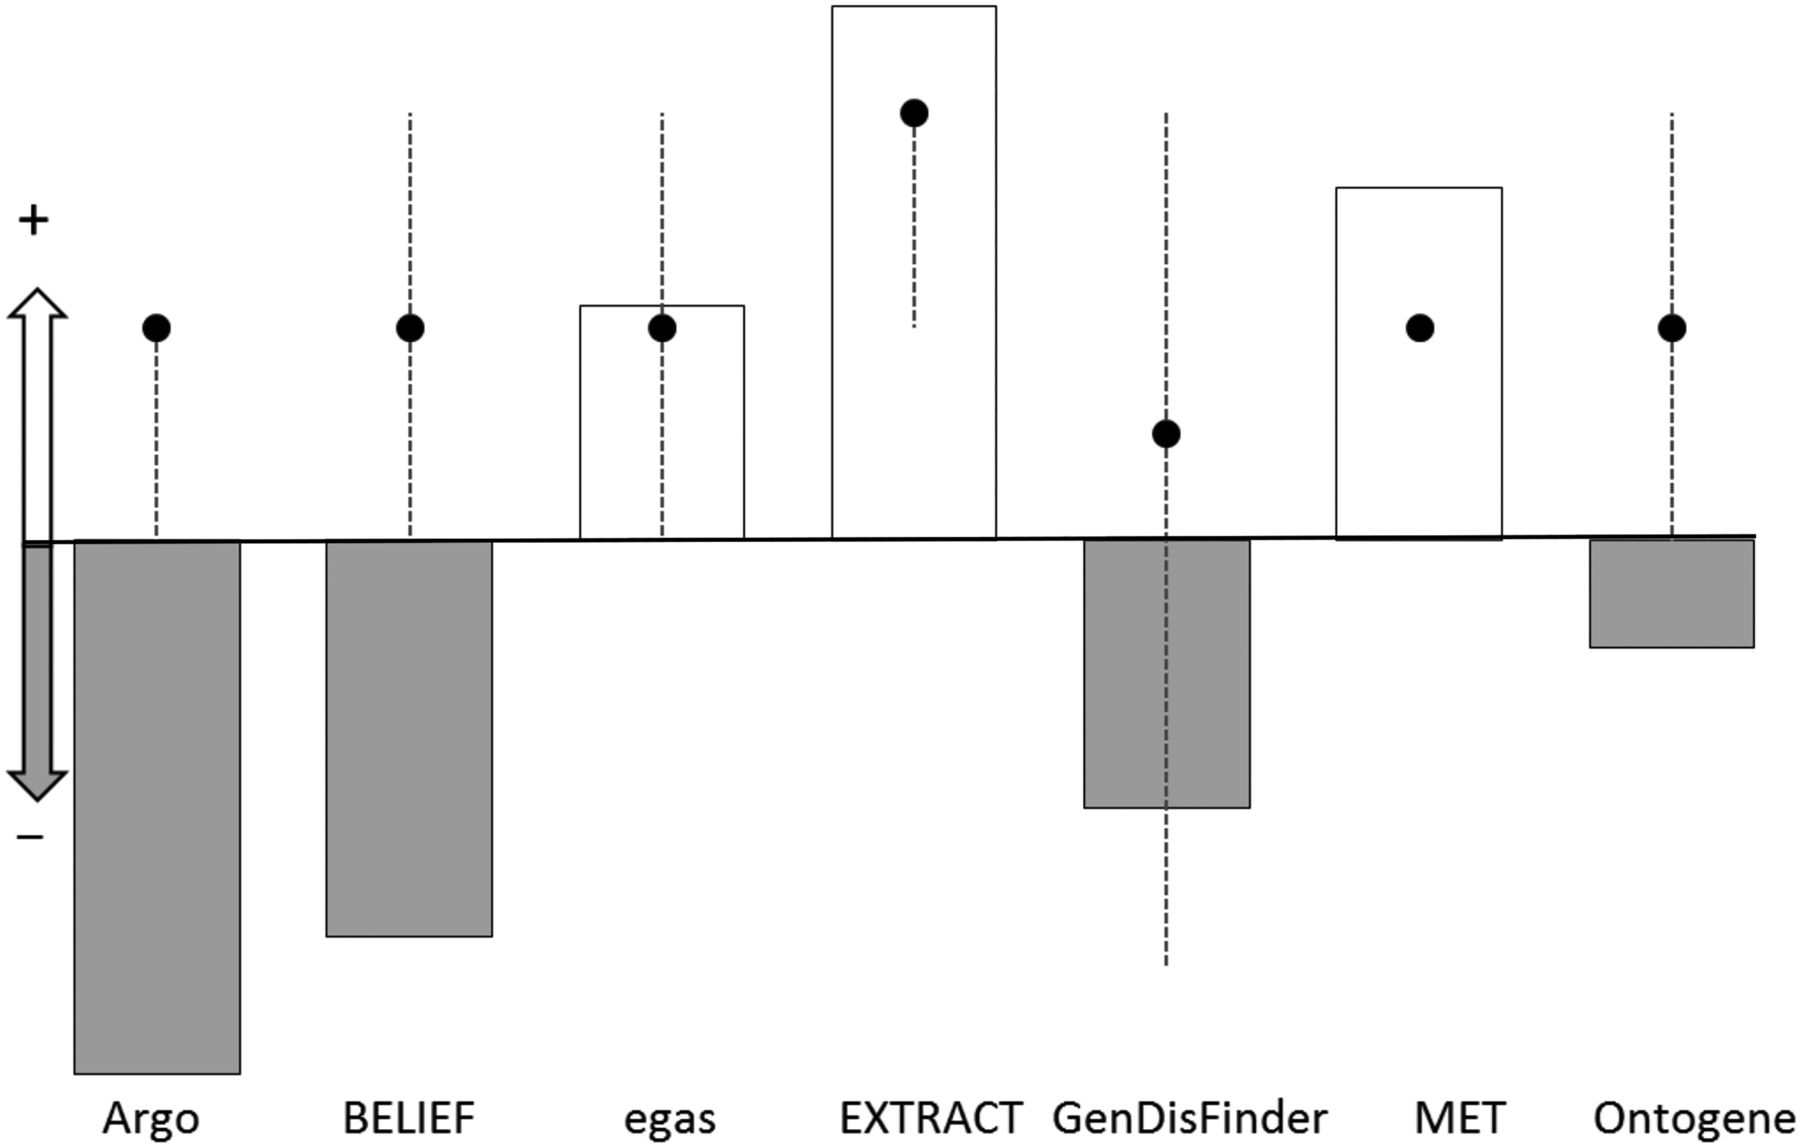 +
–
Argo BELIEF egas EXTRACT GenDisFinder MET Ontogene